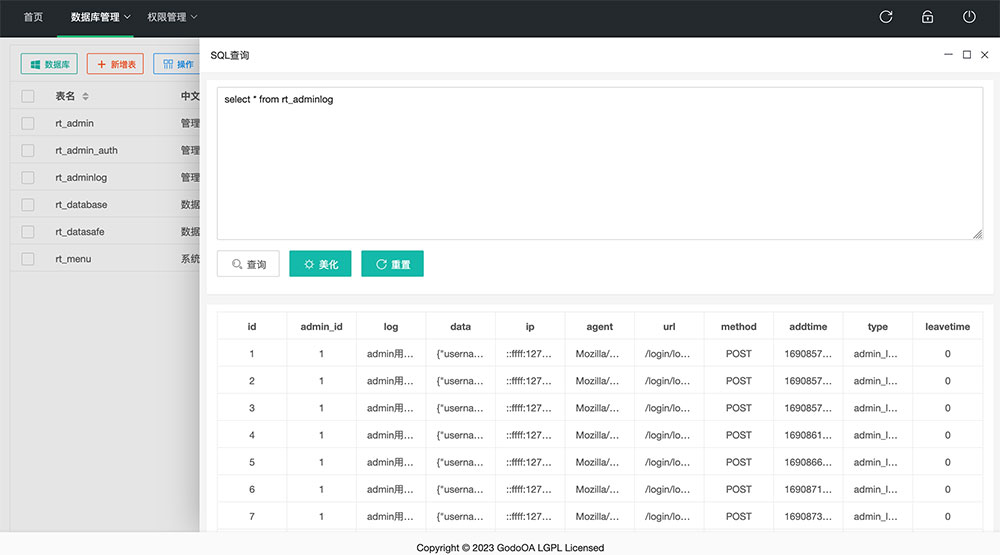 首页 数据库管理 权限管理
SQL查询
数据库 新增表 操作
select * from rt_adminlog
表名 中文
rt_admin 管理
rt_admin_auth 管理
rt_adminlog 管理
rt_database 数据
rt_datasafe 数据
rt_menu 系统
查询 美化 重置
id admin_id log data ip agent url method addtime type leavetime
1 1 admin用... {"userna... ::ffff:127... Mozilla/... /login/lo... POST 1690857... admin_l... 0
2 1 admin用... {"userna... ::ffff:127... Mozilla/... /login/lo... POST 1690857... admin_l... 0
3 1 admin用... {"userna... ::ffff:127... Mozilla/... /login/lo... POST 1690857... admin_l... 0
4 1 admin用... {"userna... ::ffff:127... Mozilla/... /login/lo... POST 1690861... admin_l... 0
5 1 admin用... {"userna... ::ffff:127... Mozilla/... /login/lo... POST 1690866... admin_l... 0
6 1 admin用... {"userna... ::ffff:127... Mozilla/... /login/lo... POST 1690871... admin_l... 0
7 1 admin用... {"userna... ::ffff:127... Mozilla/... /login/lo... POST 1690873... admin_l... 0
Copyright © 2023 GodoOA LGPL Licensed